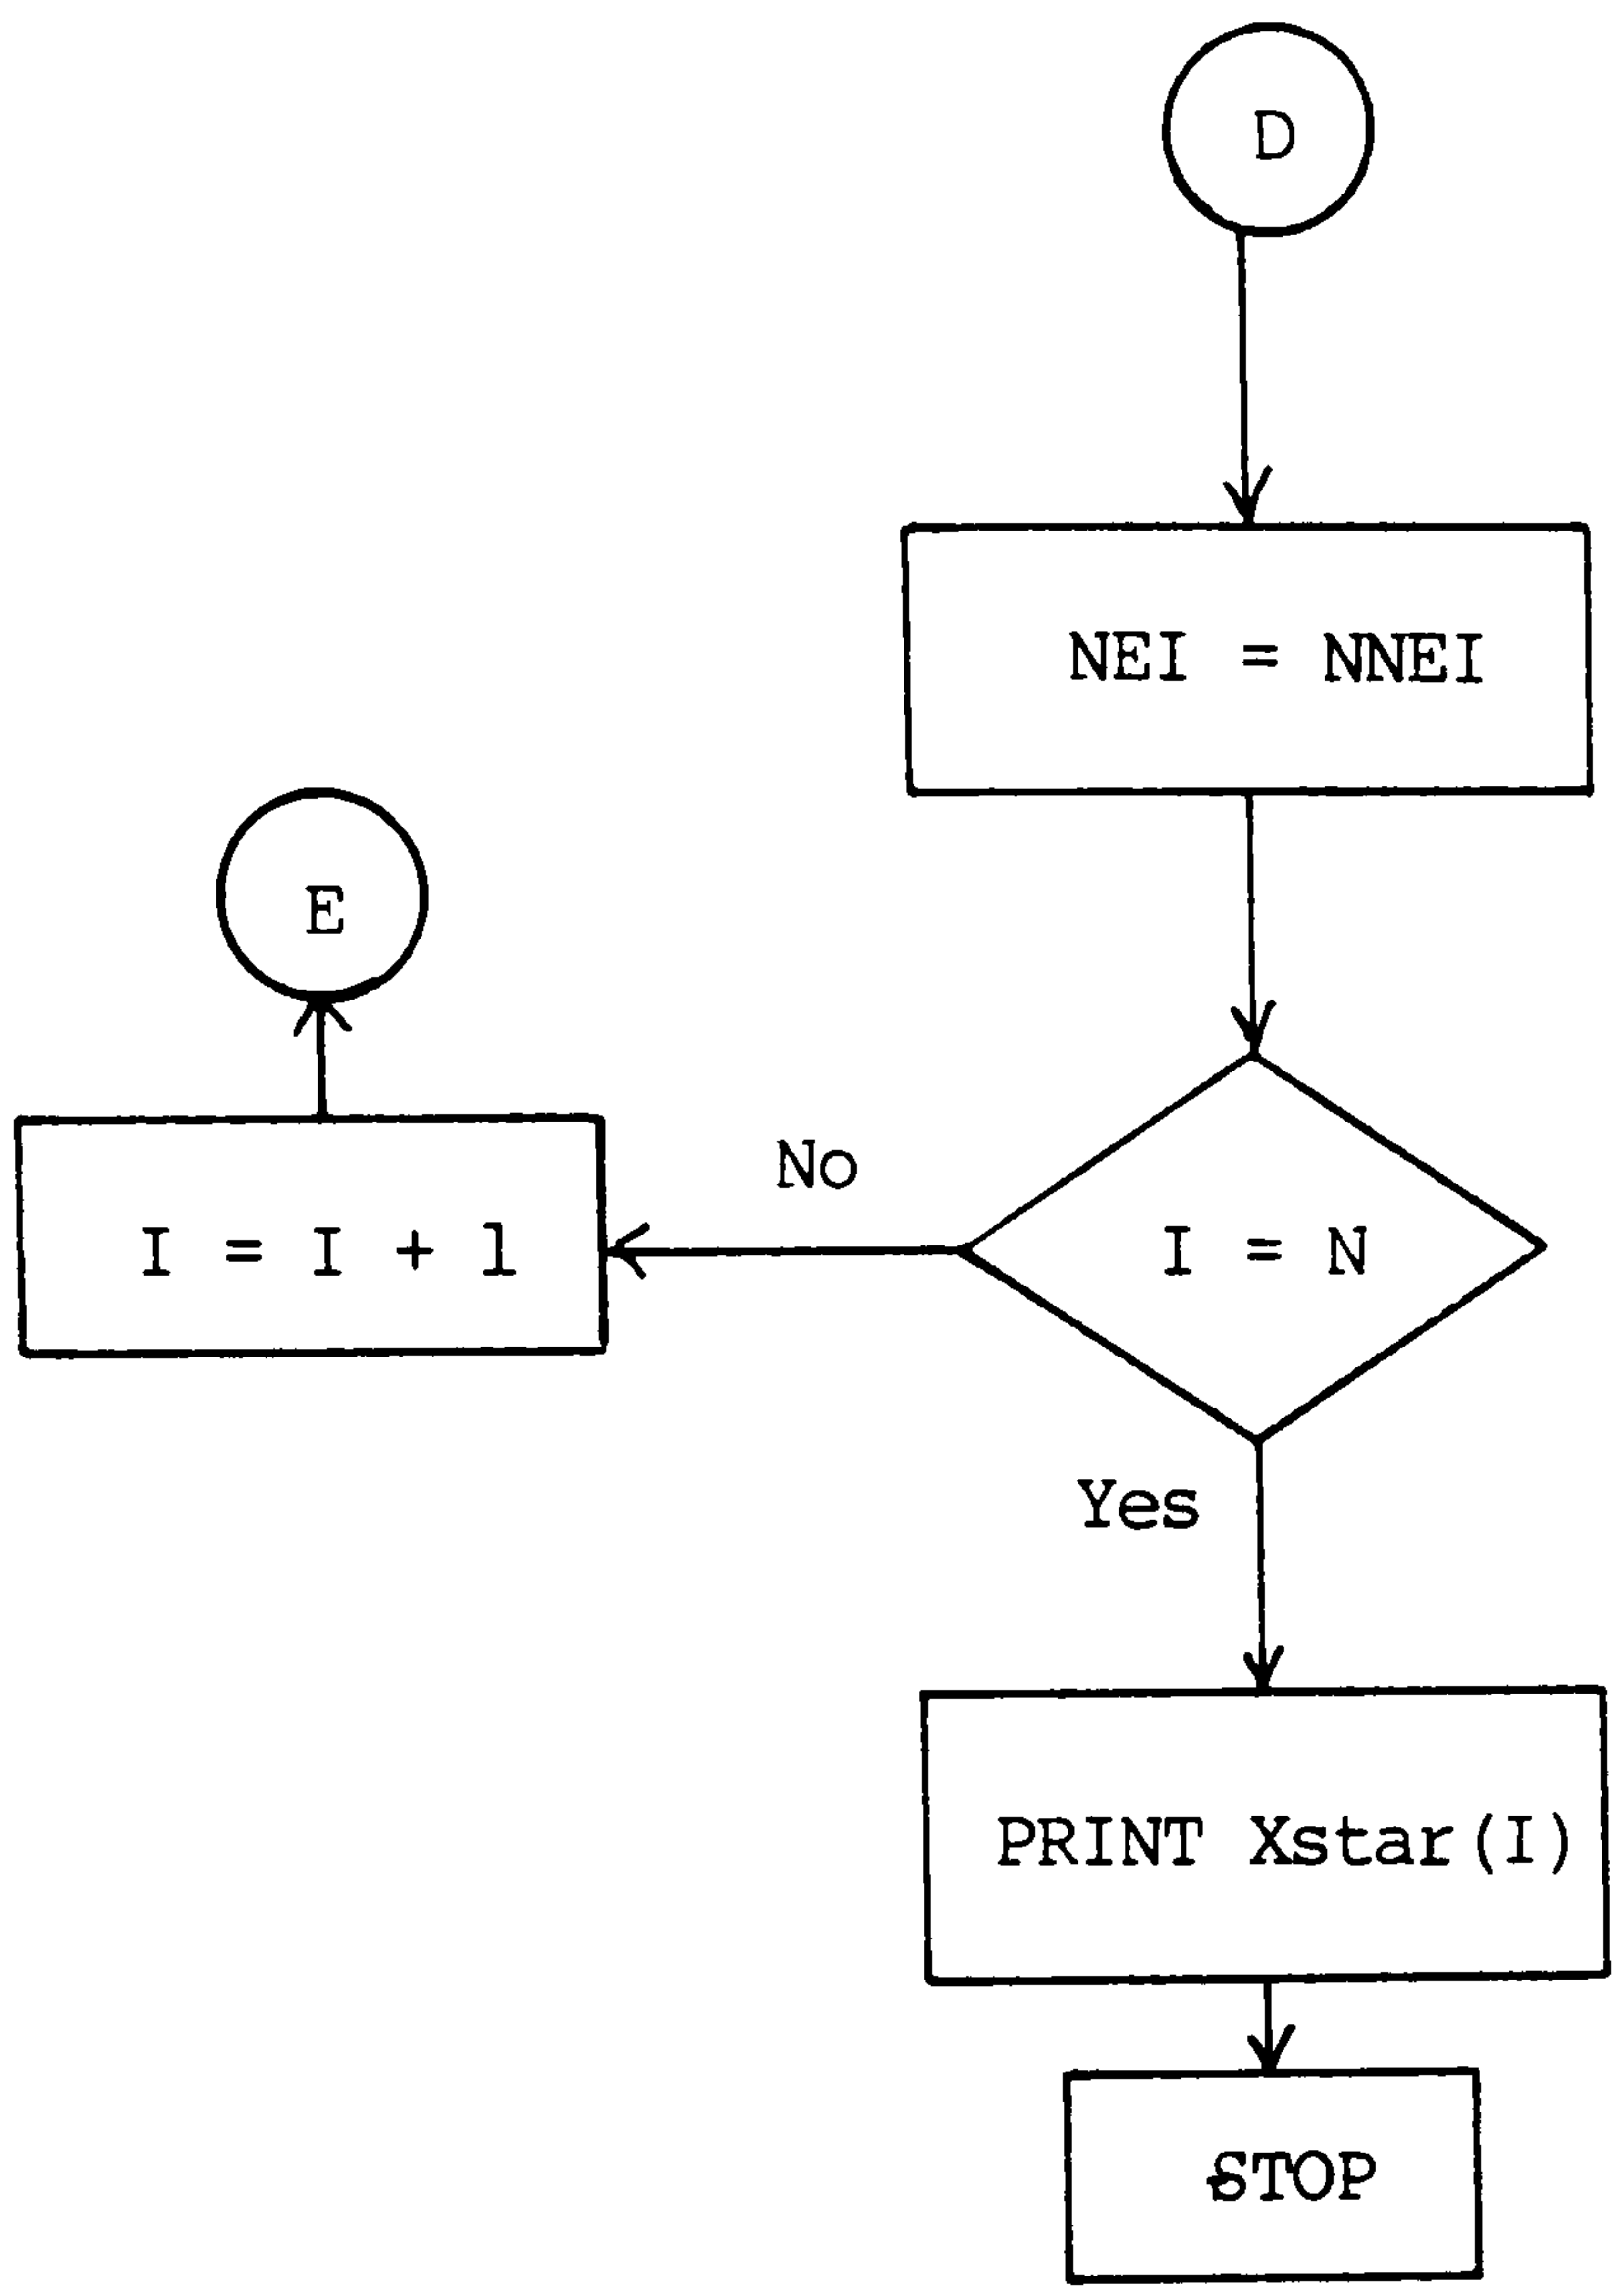 D
NEI = NNEI
E
No
I = I + 1
I = N
Yes
PRINT Xstar(I)
STOP